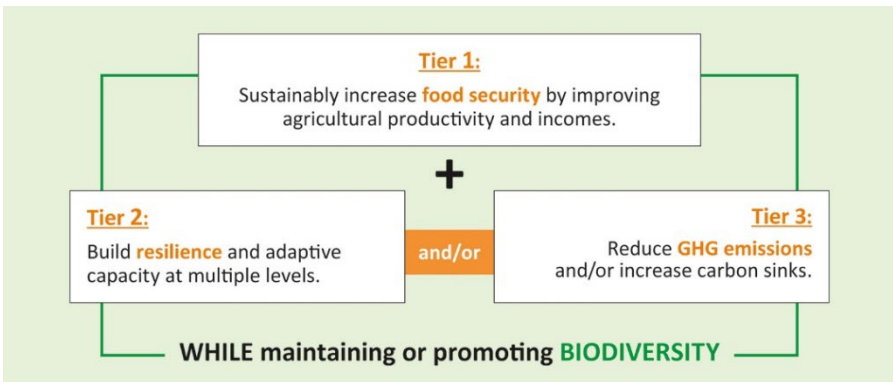 Tier 1:
Sustainably increase food security by improving
agricultural productivity and incomes.
+
Tier 2:
Build resilience and adaptive
capacity at multiple levels.
and/or
Tier 3:
Reduce GHG emissions
and/or increase carbon sinks.
WHILE maintaining or promoting BIODIVERSITY